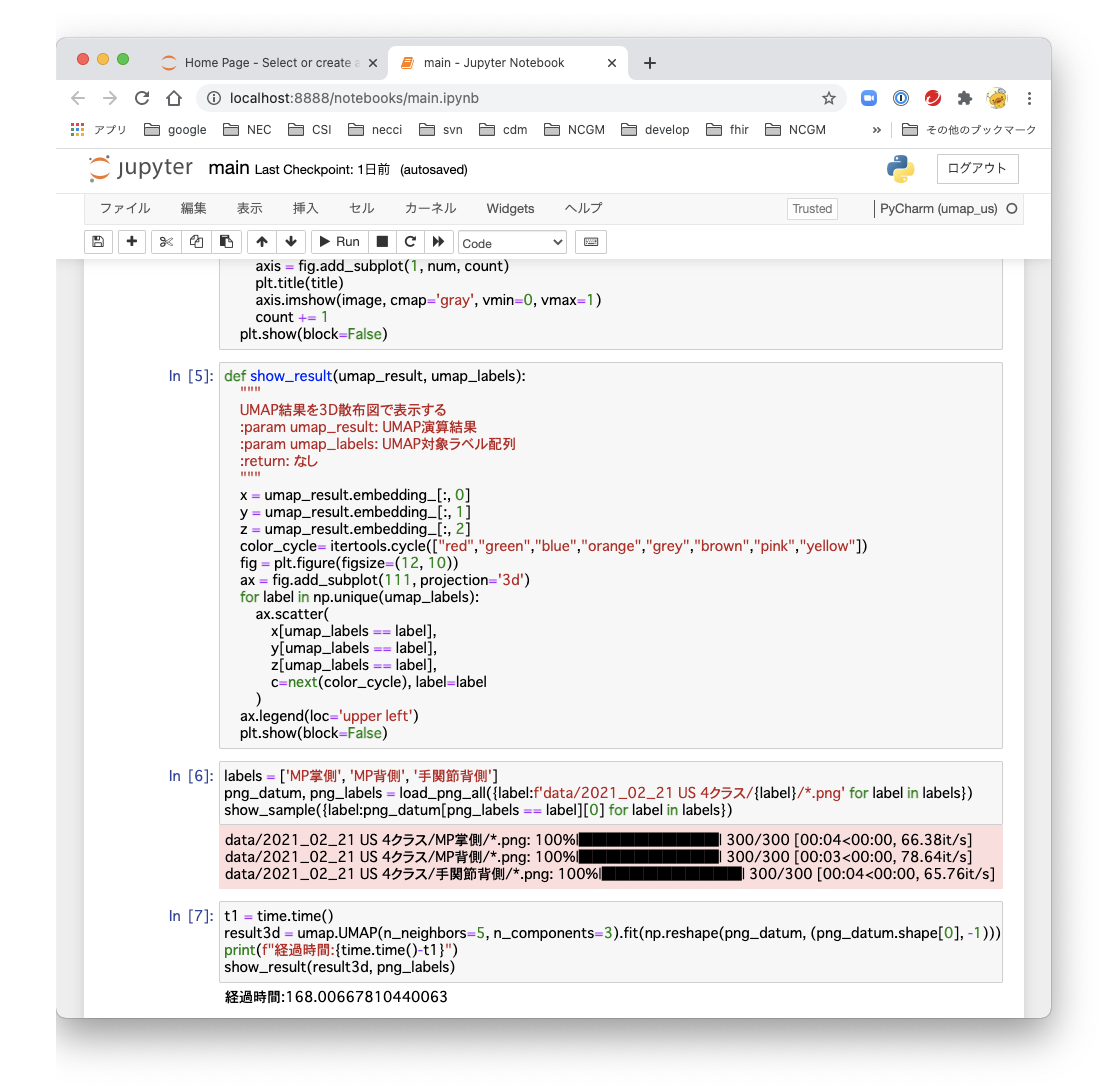 Home Page - Select or create a
main - Jupyter Notebook
localhost:8888/notebooks/main.ipynb
アプリ google NEC CSI necci svn cdm NCGM develop fhir NCGM » その他のブックマーク
jupyter main Last Checkpoint: 1日前 (autosaved) ログアウト
ファイル 編集 表示 挿入 セル カーネル Widgets ヘルプ Trusted PyCharm (umap_us)
Run Code
axis = fig.add_subplot(1, num, count)
plt.title(title)
axis.imshow(image, cmap='gray', vmin=0, vmax=1)
count += 1
plt.show(block=False)
In [5]: def show_result(umap_result, umap_labels):
"""
UMAP結果を3D散布図で表示する
:param umap_result: UMAP演算結果
:param umap_labels: UMAP対象ラベル配列
:return: なし
"""
x = umap_result.embedding_[:, 0]
y = umap_result.embedding_[:, 1]
z = umap_result.embedding_[:, 2]
color_cycle= itertools.cycle(["red","green","blue","orange","grey","brown","pink","yellow"])
fig = plt.figure(figsize=(12, 10))
ax = fig.add_subplot(111, projection='3d')
for label in np.unique(umap_labels):
ax.scatter(
x[umap_labels == label],
y[umap_labels == label],
z[umap_labels == label],
c=next(color_cycle), label=label
)
ax.legend(loc='upper left')
plt.show(block=False)
In [6]: labels = ['MP掌側', 'MP背側', '手関節背側']
png_datum, png_labels = load_png_all({label:f'data/2021_02_21 US 4クラス/{label}/*.png' for label in labels})
show_sample({label:png_datum[png_labels == label][0] for label in labels})
data/2021_02_21 US 4クラス/MP掌側/*.png: 100%|██████████| 300/300 [00:04<00:00, 66.38it/s]
data/2021_02_21 US 4クラス/MP背側/*.png: 100%|██████████| 300/300 [00:03<00:00, 78.64it/s]
data/2021_02_21 US 4クラス/手関節背側/*.png: 100%|██████████| 300/300 [00:04<00:00, 65.76it/s]
In [7]: t1 = time.time()
result3d = umap.UMAP(n_neighbors=5, n_components=3).fit(np.reshape(png_datum, (png_datum.shape[0], -1)))
print(f"経過時間:{time.time()-t1}")
show_result(result3d, png_labels)
経過時間:168.00667810440063